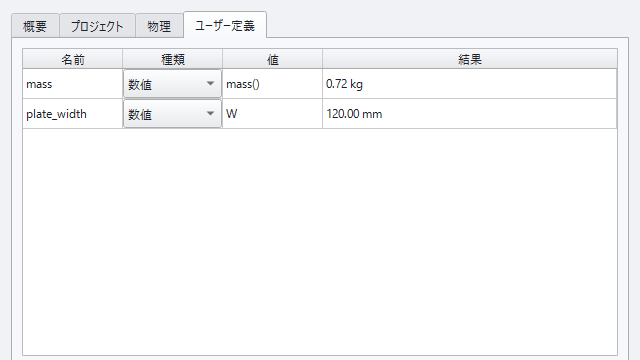 概要 プロジェクト 物理 ユーザー定義
名前 種類 値 結果
mass 数値 mass() 0.72 kg
plate_width 数値 W 120.00 mm